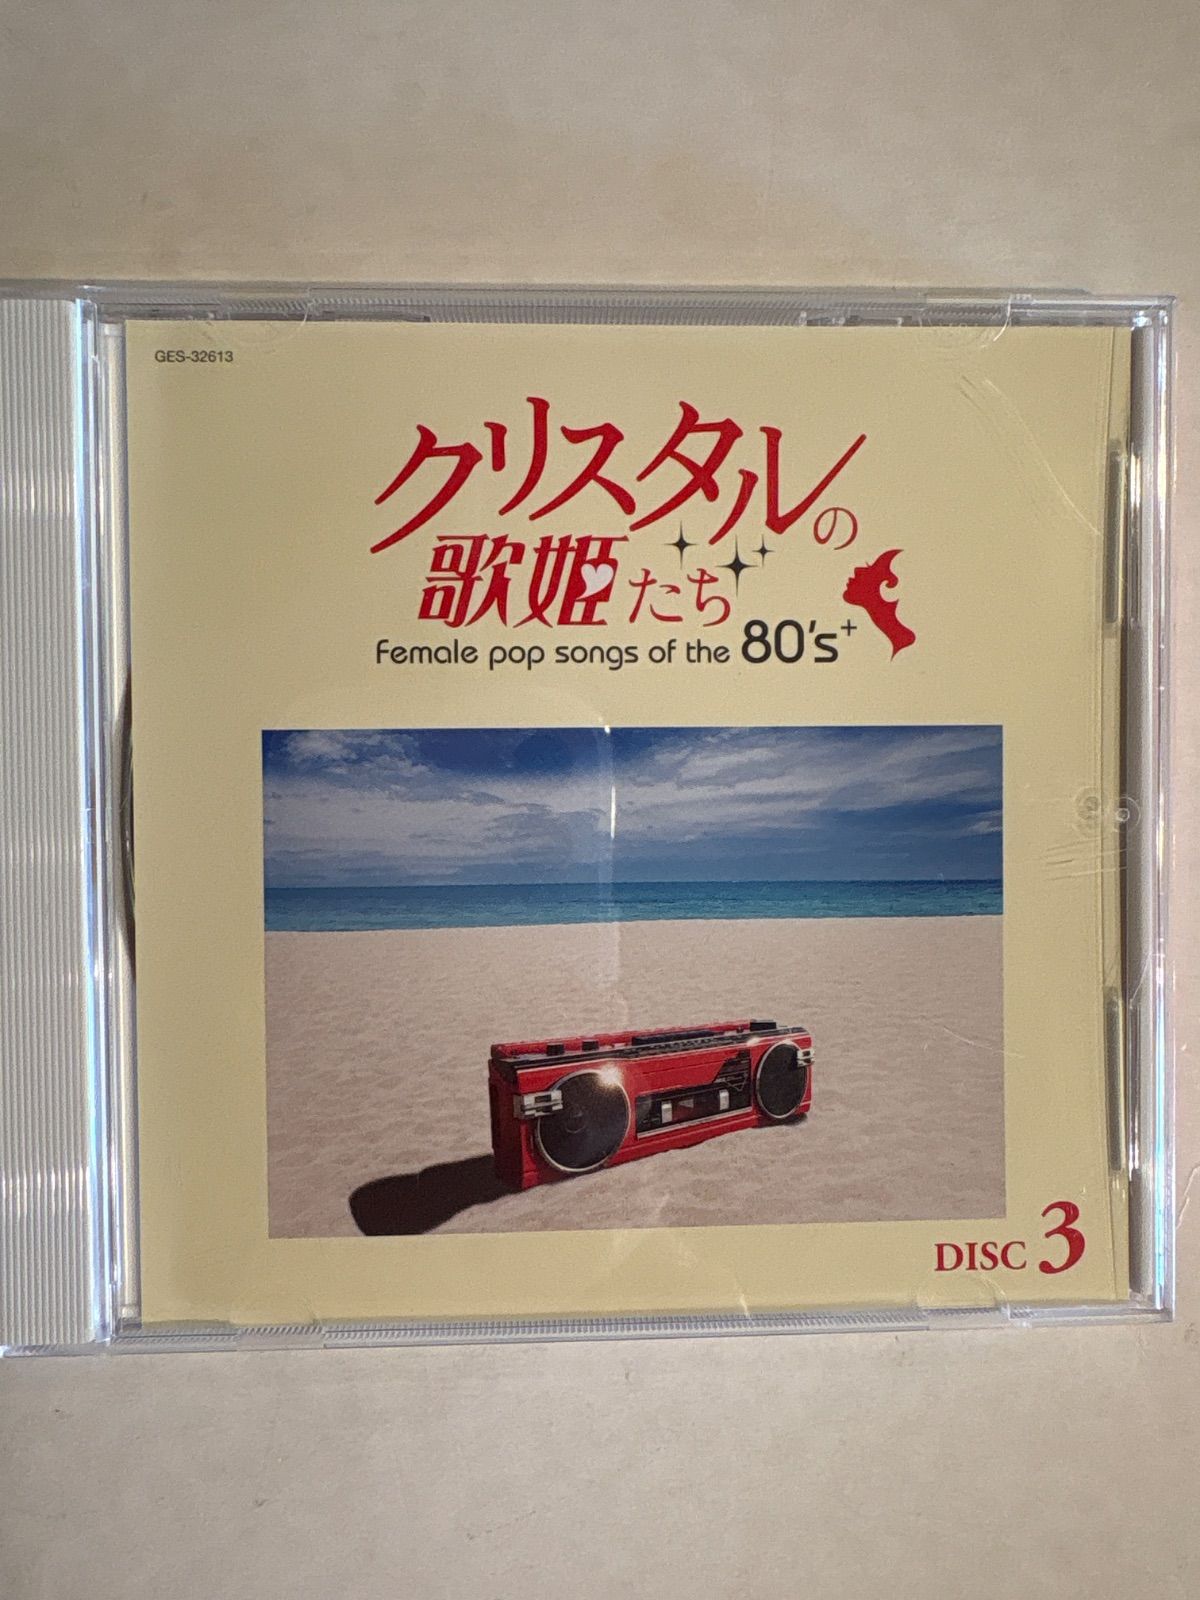 GES-32613
クリスタルの
歌姫たち
Female pop songs of the 80's+
DISC 3